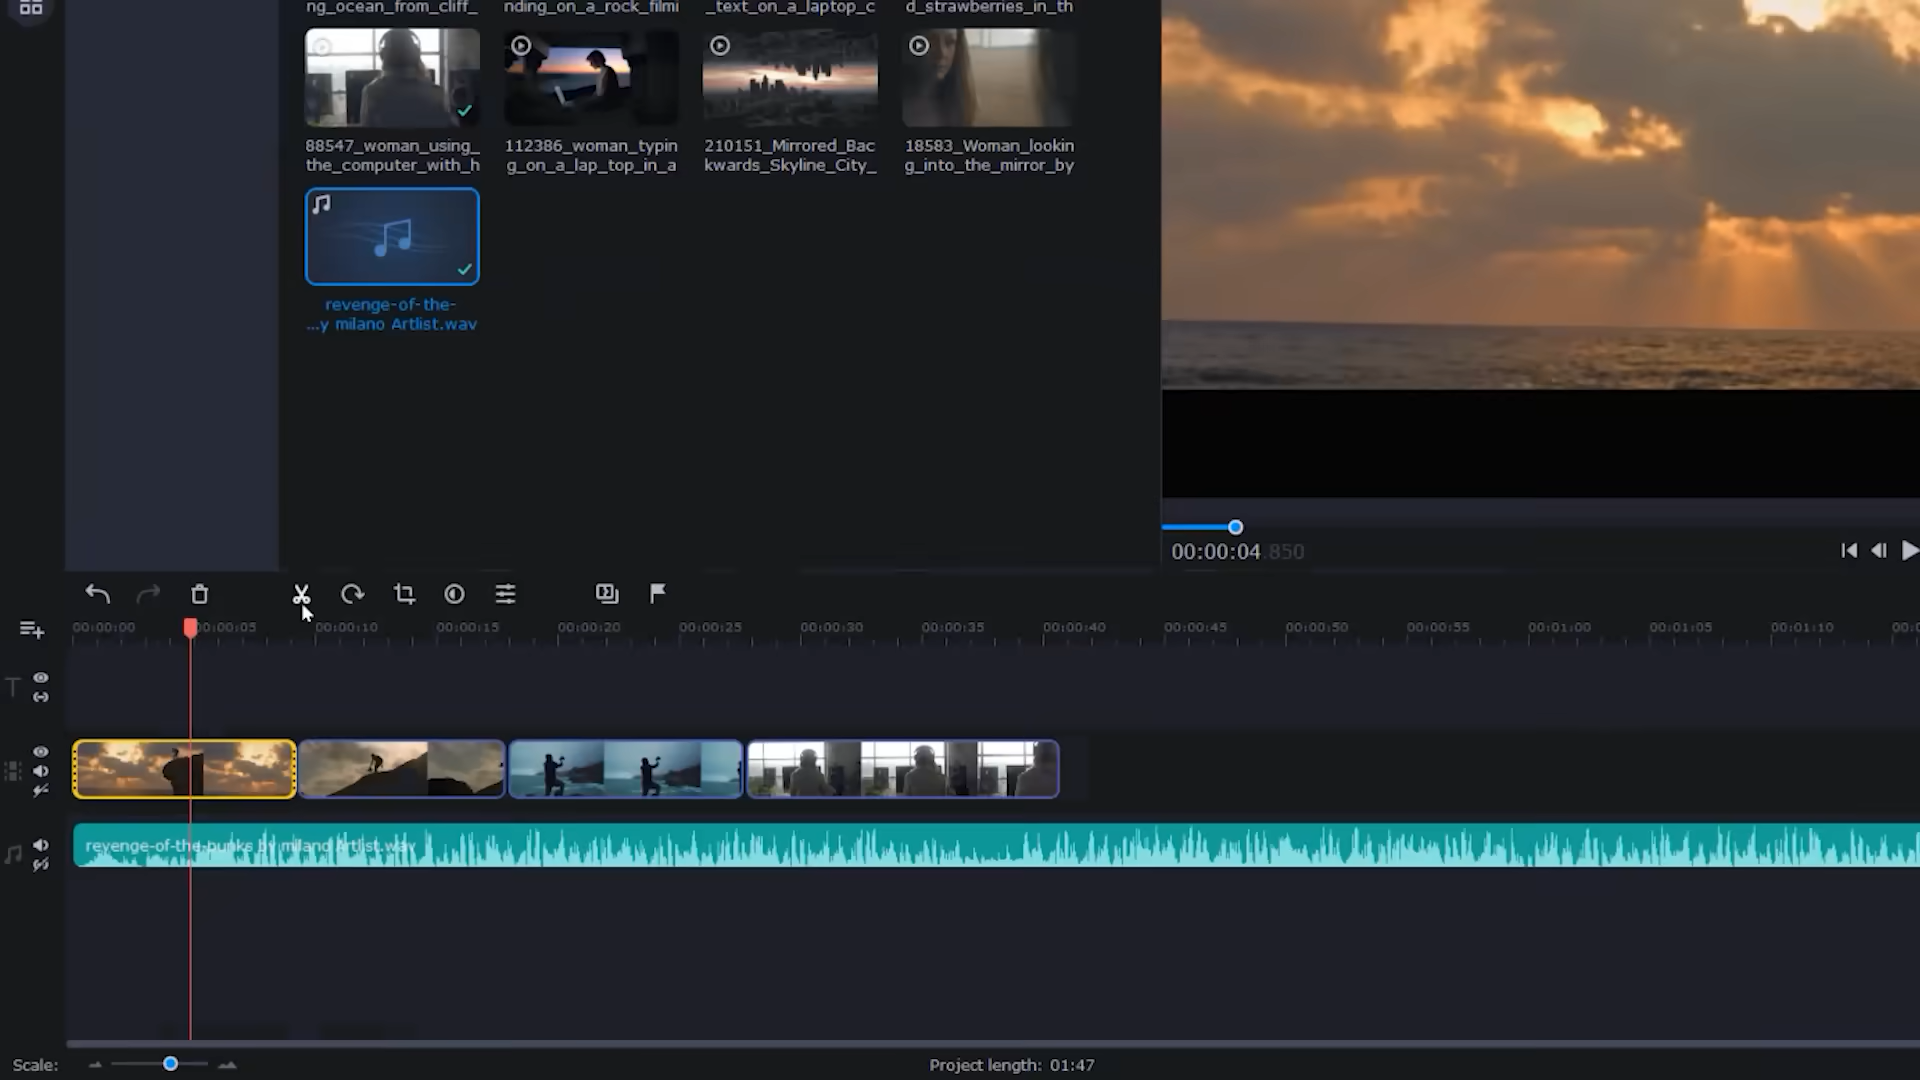 ng_ocean_from_cliff_
nding_on_a_rock_filmi
_text_on_a_laptop_c
d_strawberries_in_th
88547_woman_using_
the_computer_with_h
112386_woman_typin
g_on_a_lap_top_in_a
210151_Mirrored_Bac
kwards_Skyline_City_
18583_Woman_lookin
g_into_the_mirror_by
revenge-of-the-
...y milano Artlist.wav
00:00:04.850
00:00:00
00:00:05
00:00:10
00:00:15
00:00:20
00:00:25
00:00:30
00:00:35
00:00:40
00:00:45
00:00:50
00:00:55
00:01:00
00:01:05
00:01:10
T
revenge-of-the-punks by milano Artlist.wav
Scale:
Project length: 01:47